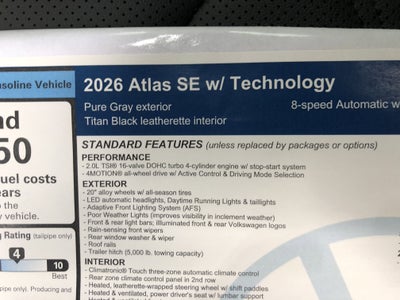 asoline Vehicle
2026 Atlas SE w/ Technology
Pure Gray exterior
8-speed Automatic w
Titan Black leatherette interior
nd
50
uel costs
ears
w vehicle.
g Rating (tailpipe only)
4
10
Best
only). Producing and
STANDARD FEATURES (unless replaced by packages or options)
PERFORMANCE
- 2.0L TSI® 16-valve DOHC turbo 4-cylinder engine w/ stop-start system
- 4MOTION® all-wheel drive w/ Active Control & Driving Mode Selection
EXTERIOR
- 20" alloy wheels w/ all-season tires
- LED automatic headlights, Daytime Running Lights & taillights
- Adaptive Front Lighting System (AFS)
- Poor Weather Lights (improves visibility in inclement weather)
- Front & rear light bars; illuminated front & rear Volkswagen logos
- Rain-sensing front wipers
- Rear window washer & wiper
- Roof rails
- Trailer hitch (5,000 lb. towing capacity)
INTERIOR
- Climatronic® Touch three-zone automatic climate control
- Rear zone climate control panel in 2nd row
- Heated, leather-wrapped steering wheel w/ shift paddles
- Heated & ventilated, power driver's seat w/ lumber support